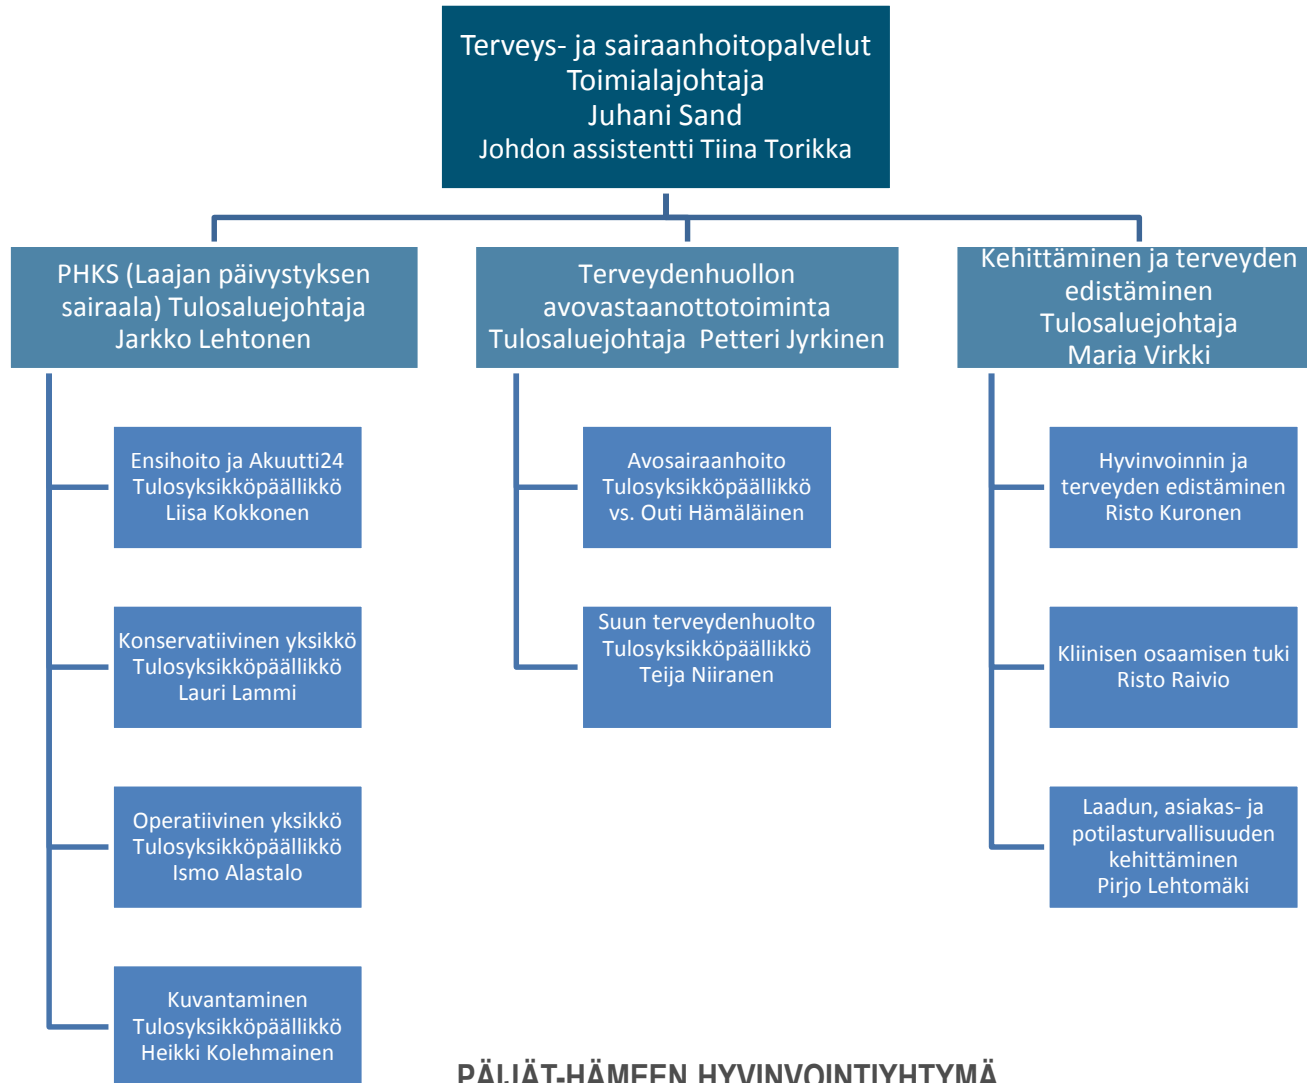 Terveys- ja sairaanhoitopalvelut
Toimialajohtaja
Juhani Sand
Johdon assistentti Tiina Torikka
PHKS (Laajan päivystyksen
sairaala) Tulosaluejohtaja
Jarkko Lehtonen
Terveydenhuollon
avovastaanottotoiminta
Tulosaluejohtaja Petteri Jyrkinen
Kehittäminen ja terveyden
edistäminen
Tulosaluejohtaja
Maria Virkki
Ensihoito ja Akuutti24
Tulosyksikköpäällikkö
Liisa Kokkonen
Avosairaanhoito
Tulosyksikköpäällikkö
vs. Outi Hämäläinen
Hyvinvoinnin ja
terveyden edistäminen
Risto Kuronen
Konservatiivinen yksikkö
Tulosyksikköpäällikkö
Lauri Lammi
Suun terveydenhuolto
Tulosyksikköpäällikkö
Teija Niiranen
Kliinisen osaamisen tuki
Risto Raivio
Operatiivinen yksikkö
Tulosyksikköpäällikkö
Ismo Alastalo
Laadun, asiakas- ja
potilasturvallisuuden
kehittäminen
Pirjo Lehtomäki
Kuvantaminen
Tulosyksikköpäällikkö
Heikki Kolehmainen
PÄIJÄT-HÄMEEN HYVINVOINTIYHTYMÄ